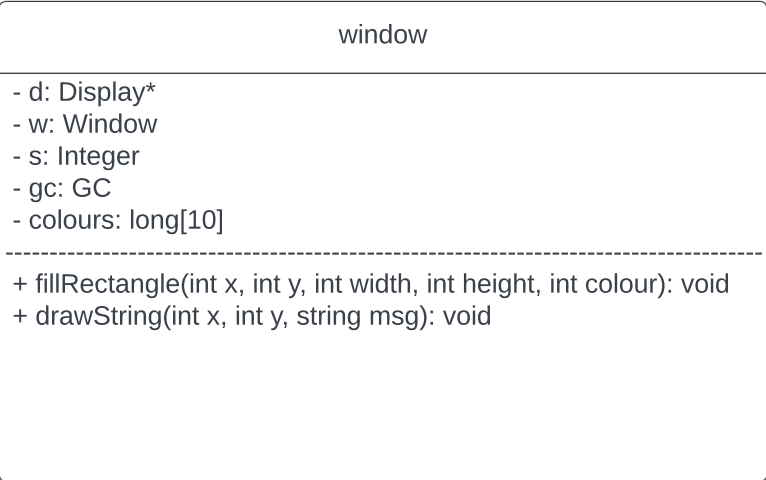 window
- d: Display*
- w: Window
- s: Integer
- gc: GC
- colours: long[10]
+ fillRectangle(int x, int y, int width, int height, int colour): void
+ drawString(int x, int y, string msg): void